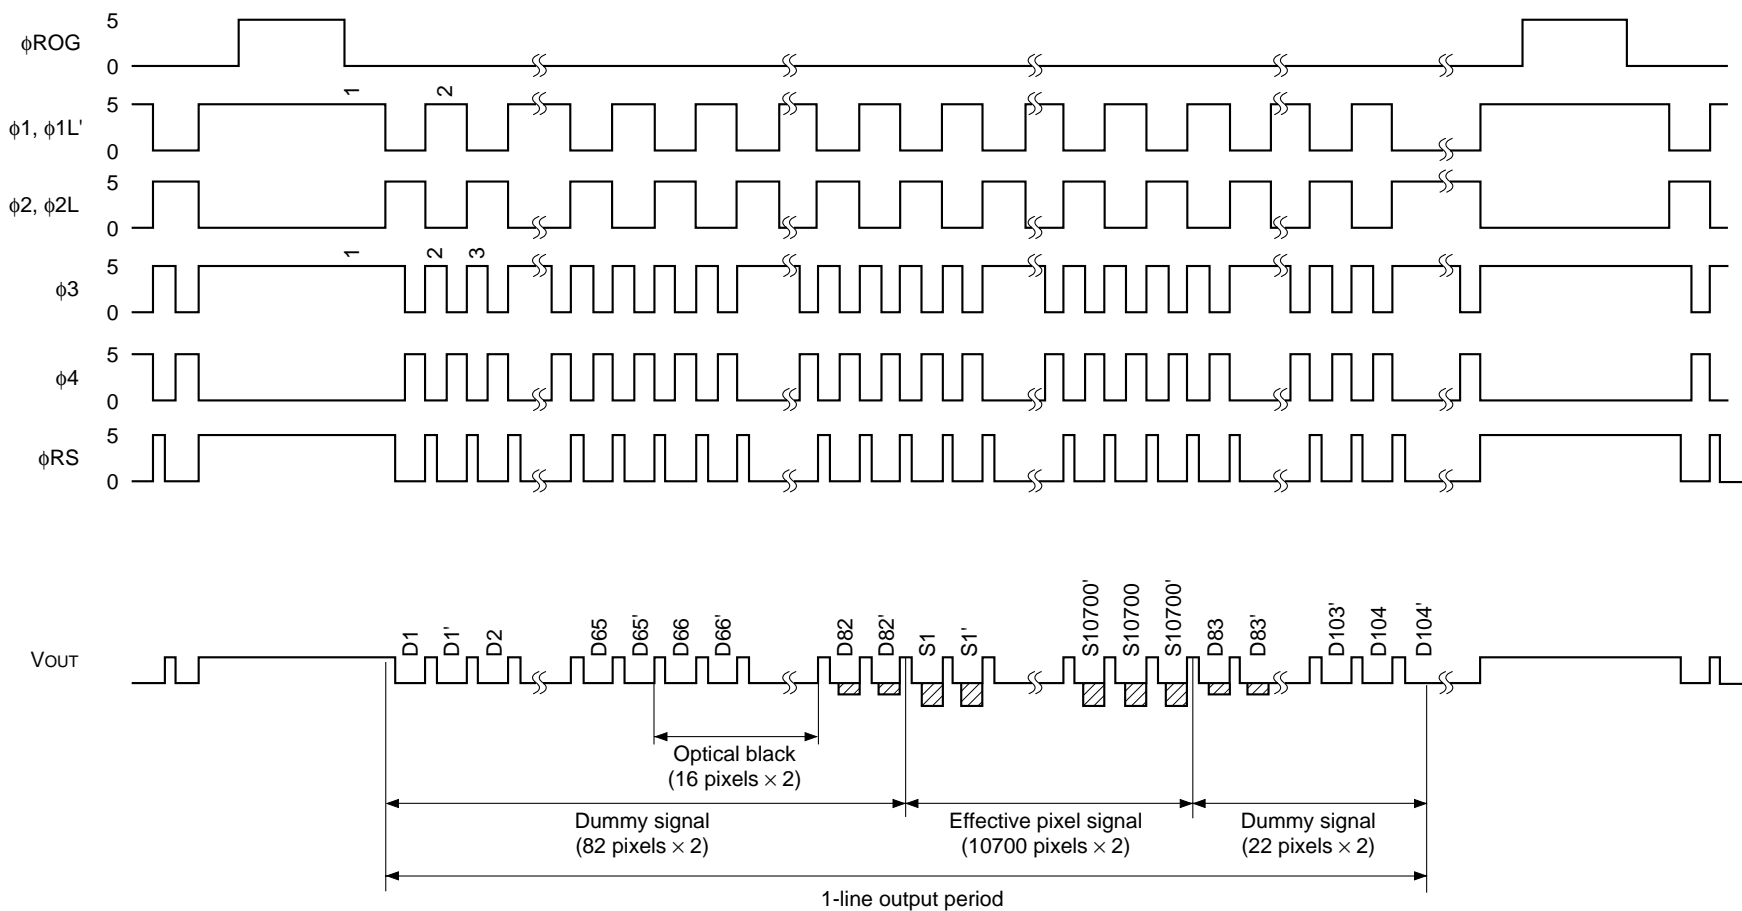 φROG 5
0
φ1, φ1L' 5 1 2
0
φ2, φ2L 5
0
φ3 5 1 2 3
0
φ4 5
0
φRS 5
0
VOUT D1 D1' D2 D65 D65' D66 D66' D82 D82' S1 S1' S10700' S10700 S10700' D83 D83' D103' D104 D104'
Optical black
(16 pixels × 2)
Dummy signal
(82 pixels × 2)
Effective pixel signal
(10700 pixels × 2)
Dummy signal
(22 pixels × 2)
1-line output period